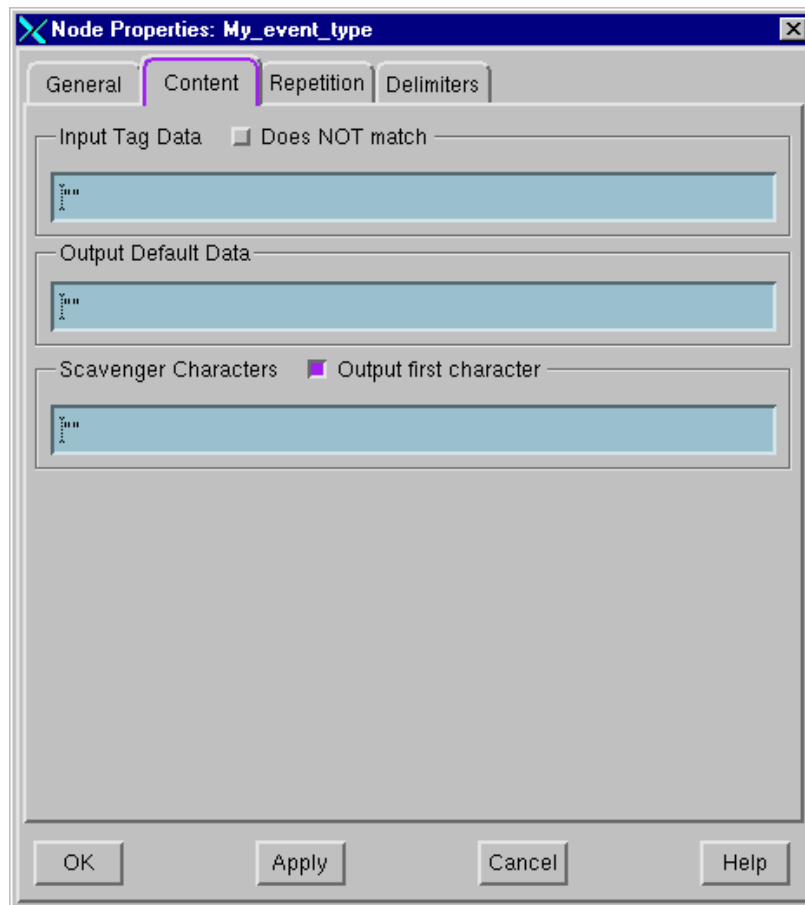 Node Properties: My_event_type
General Content Repetition Delimiters
Input Tag Data Does NOT match
""
Output Default Data
""
Scavenger Characters Output first character
""
OK Apply Cancel Help